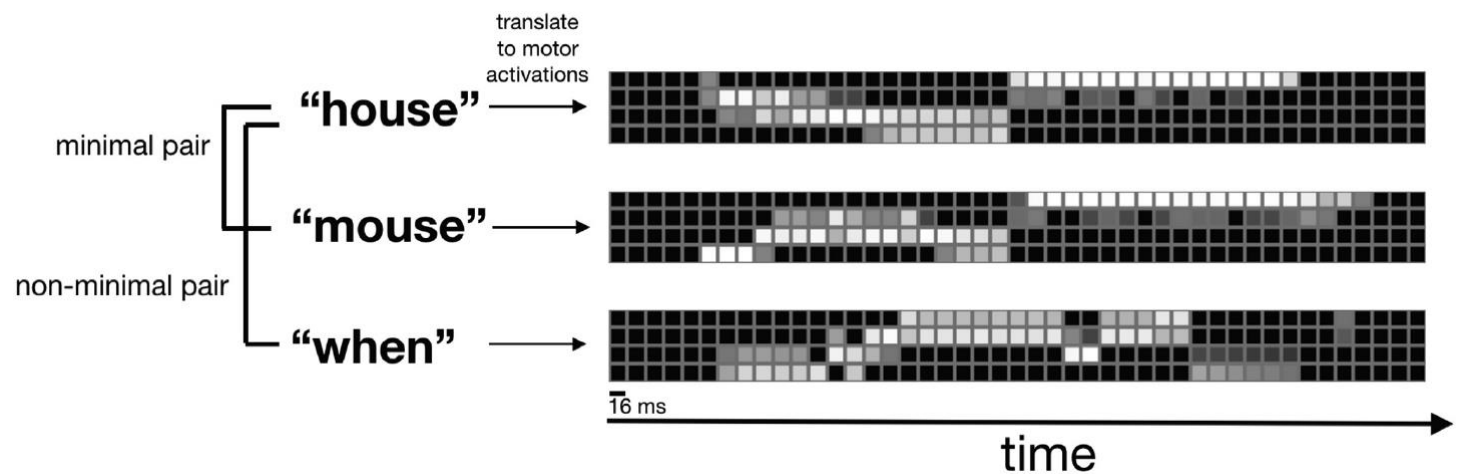 translate
to motor
activations
“house”
minimal pair
“mouse”
non-minimal pair
“when”
16 ms
time